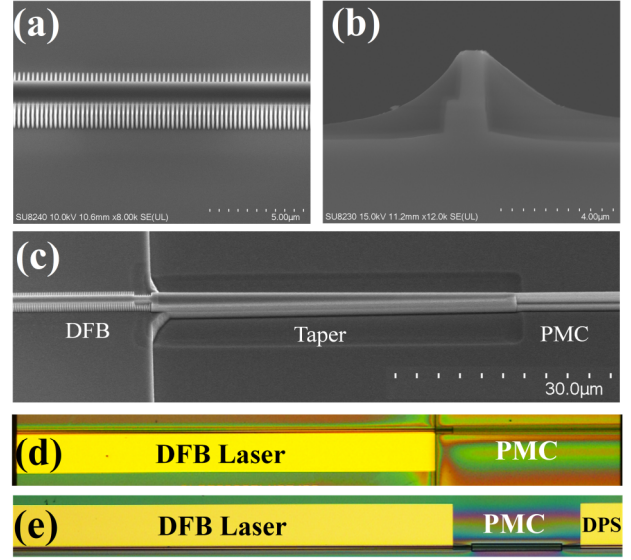 (a)
SU8240 10.0kV 10.6mm x8.00k SE(UL)
5.00μm
(b)
SU8230 15.0kV 11.2mm x12.0k SE(UL)
4.00μm
(c)
DFB
Taper
PMC
30.0μm
(d)
DFB Laser
PMC
(e)
DFB Laser
PMC
DPS